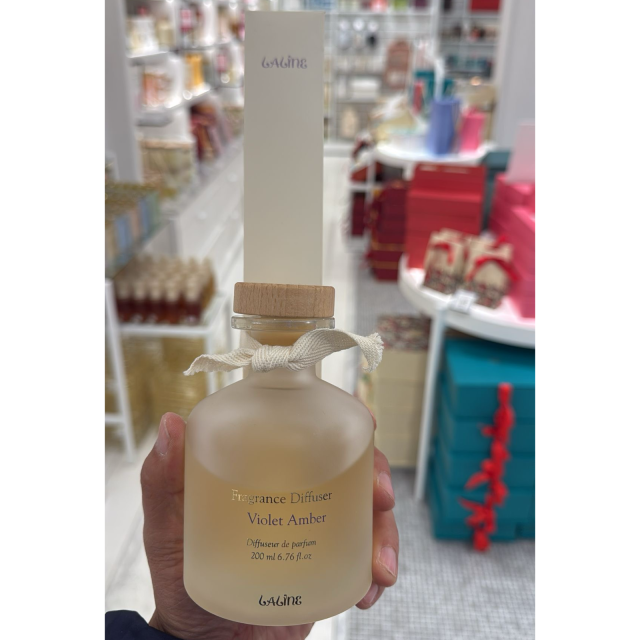 LALINE
Fragrance Diffuser
Violet Amber
Diffuseur de parfum
200 ml 6.76 fl.oz
LALINE